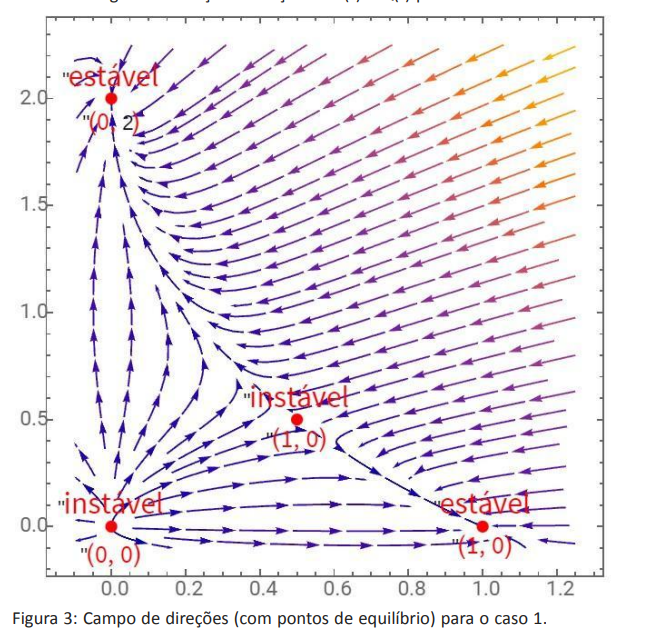 2.0
1.5
1.0
0.5
0.0
"estável
"(0, 2)
"instável
"(1, 0)
"instável
"(0, 0)
"estável
"(1, 0)
0.0 0.2 0.4 0.6 0.8 1.0 1.2
Figura 3: Campo de direções (com pontos de equilíbrio) para o caso 1.